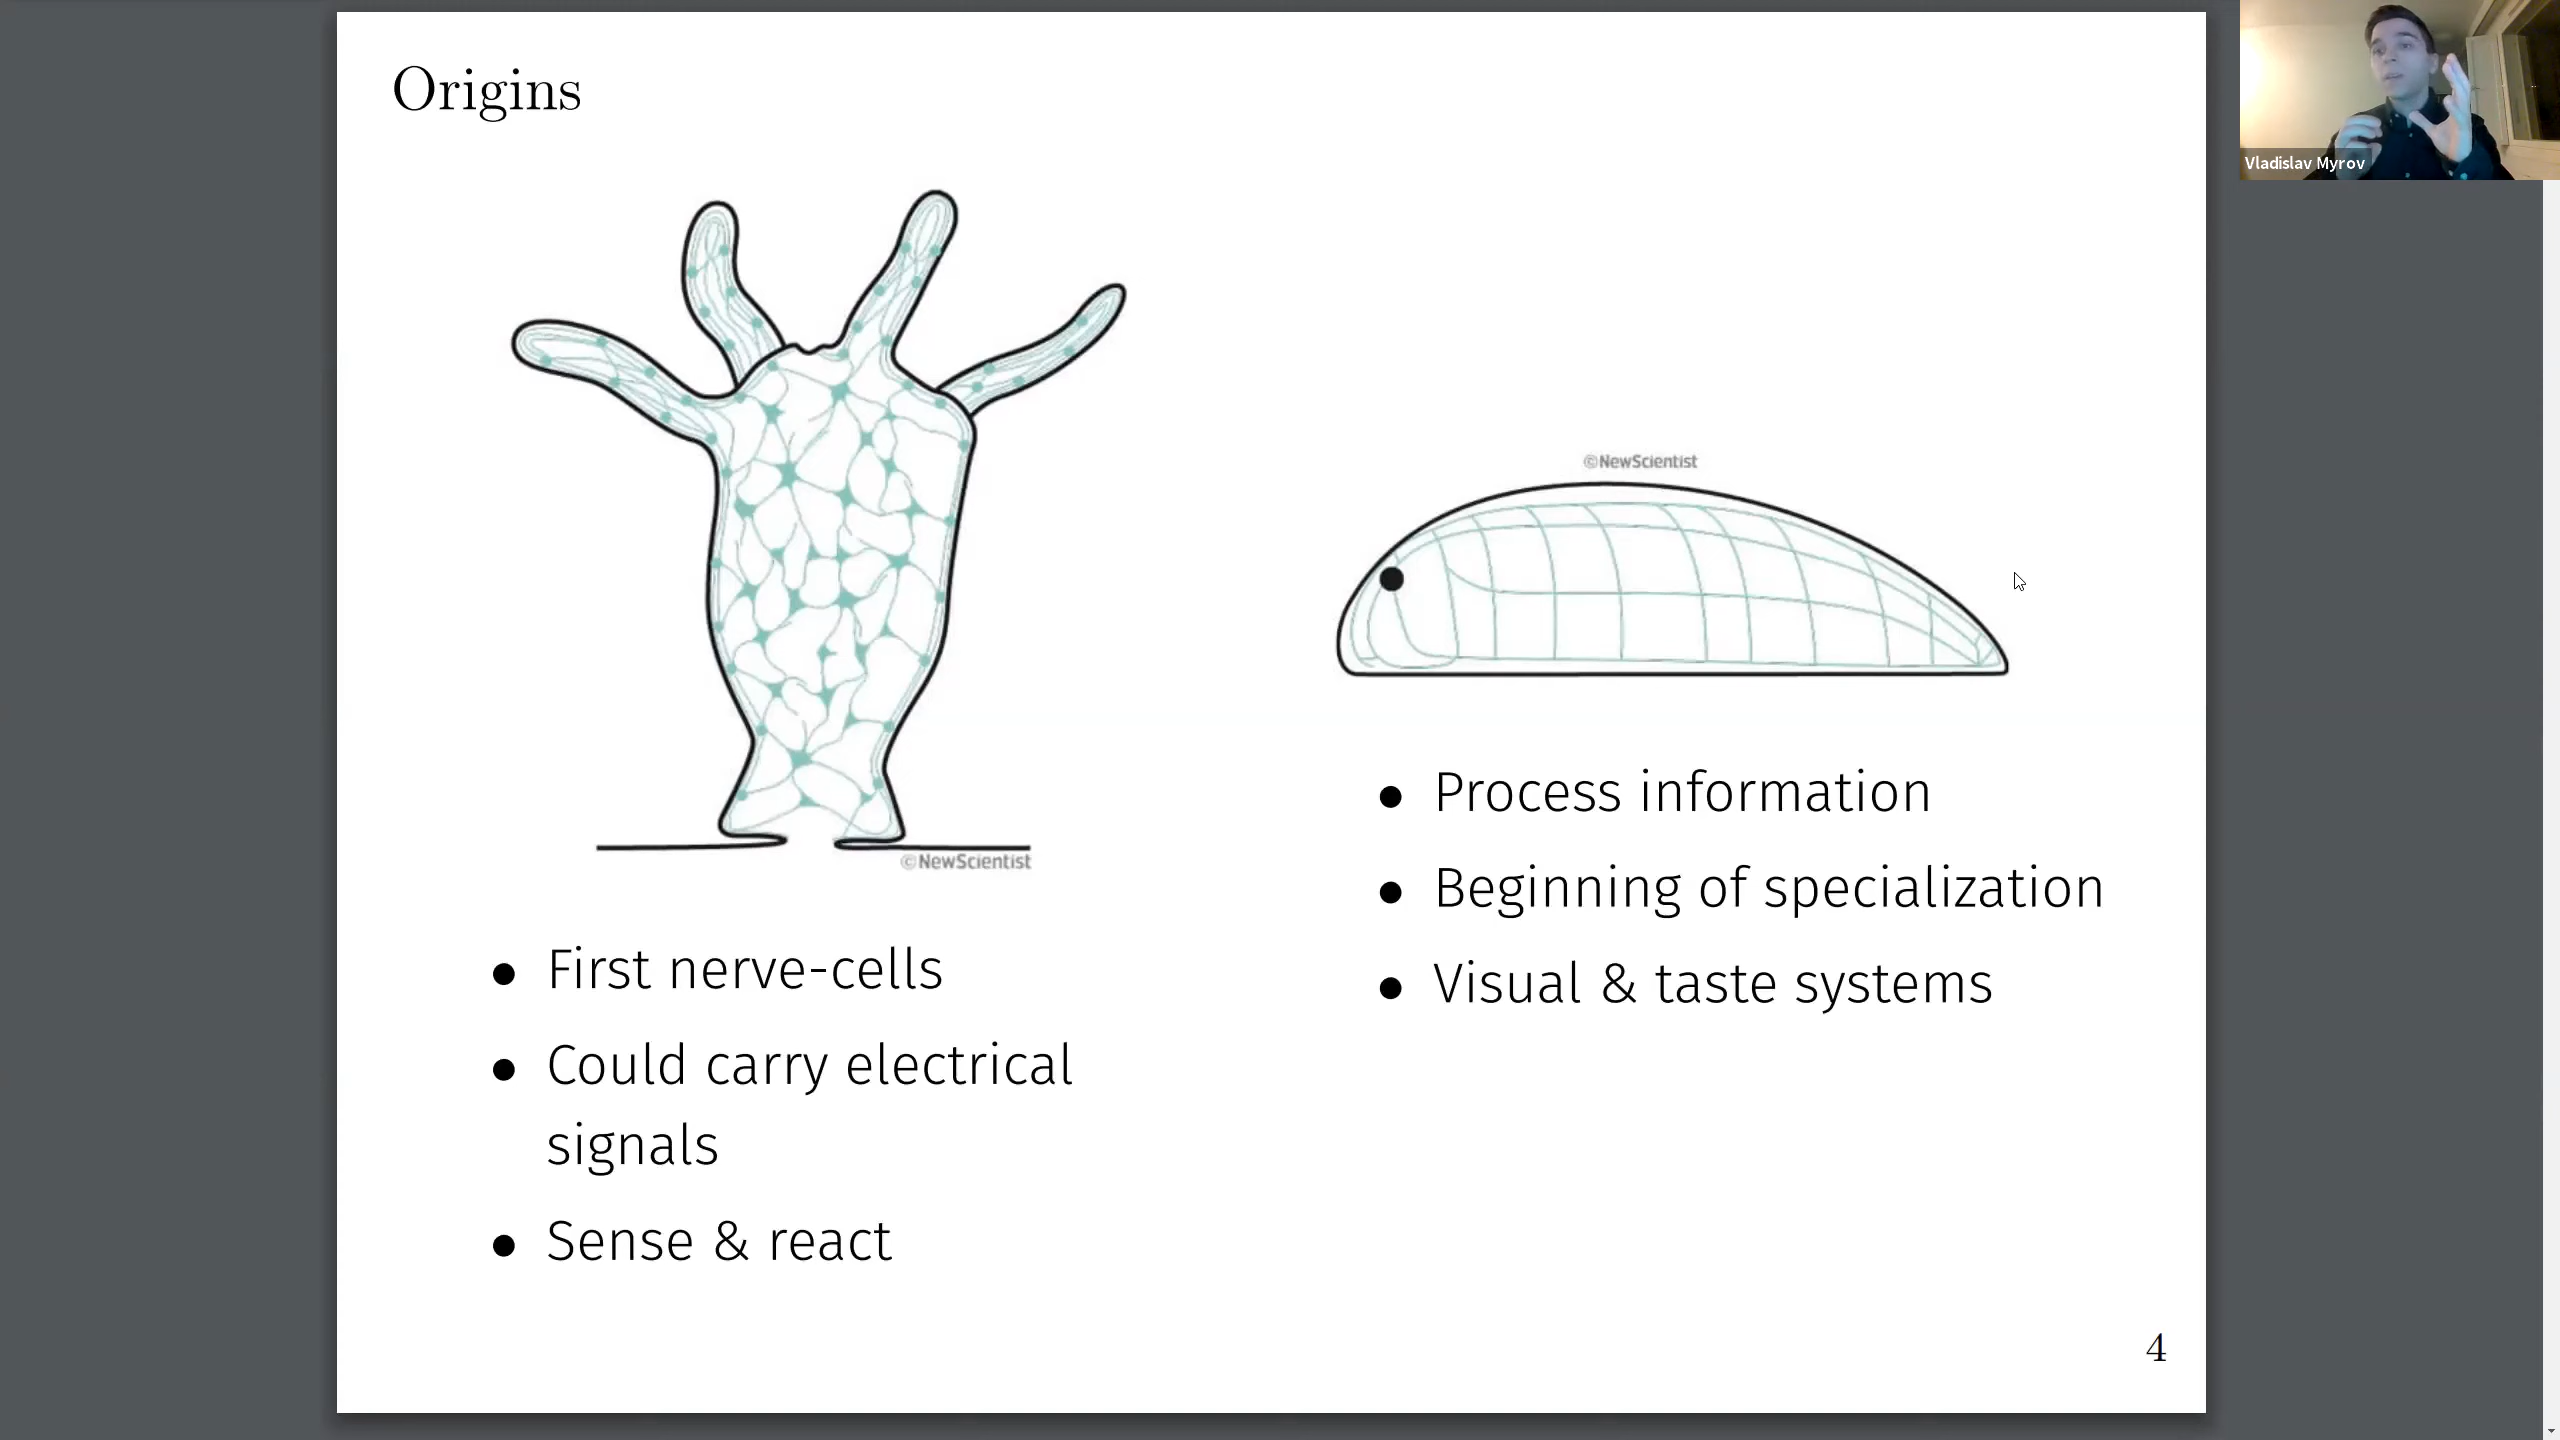 Origins
©NewScientist
First nerve-cells
Could carry electrical
signals
Sense & react
©NewScientist
Process information
Beginning of specialization
Visual & taste systems
4
Vladislav Myrov